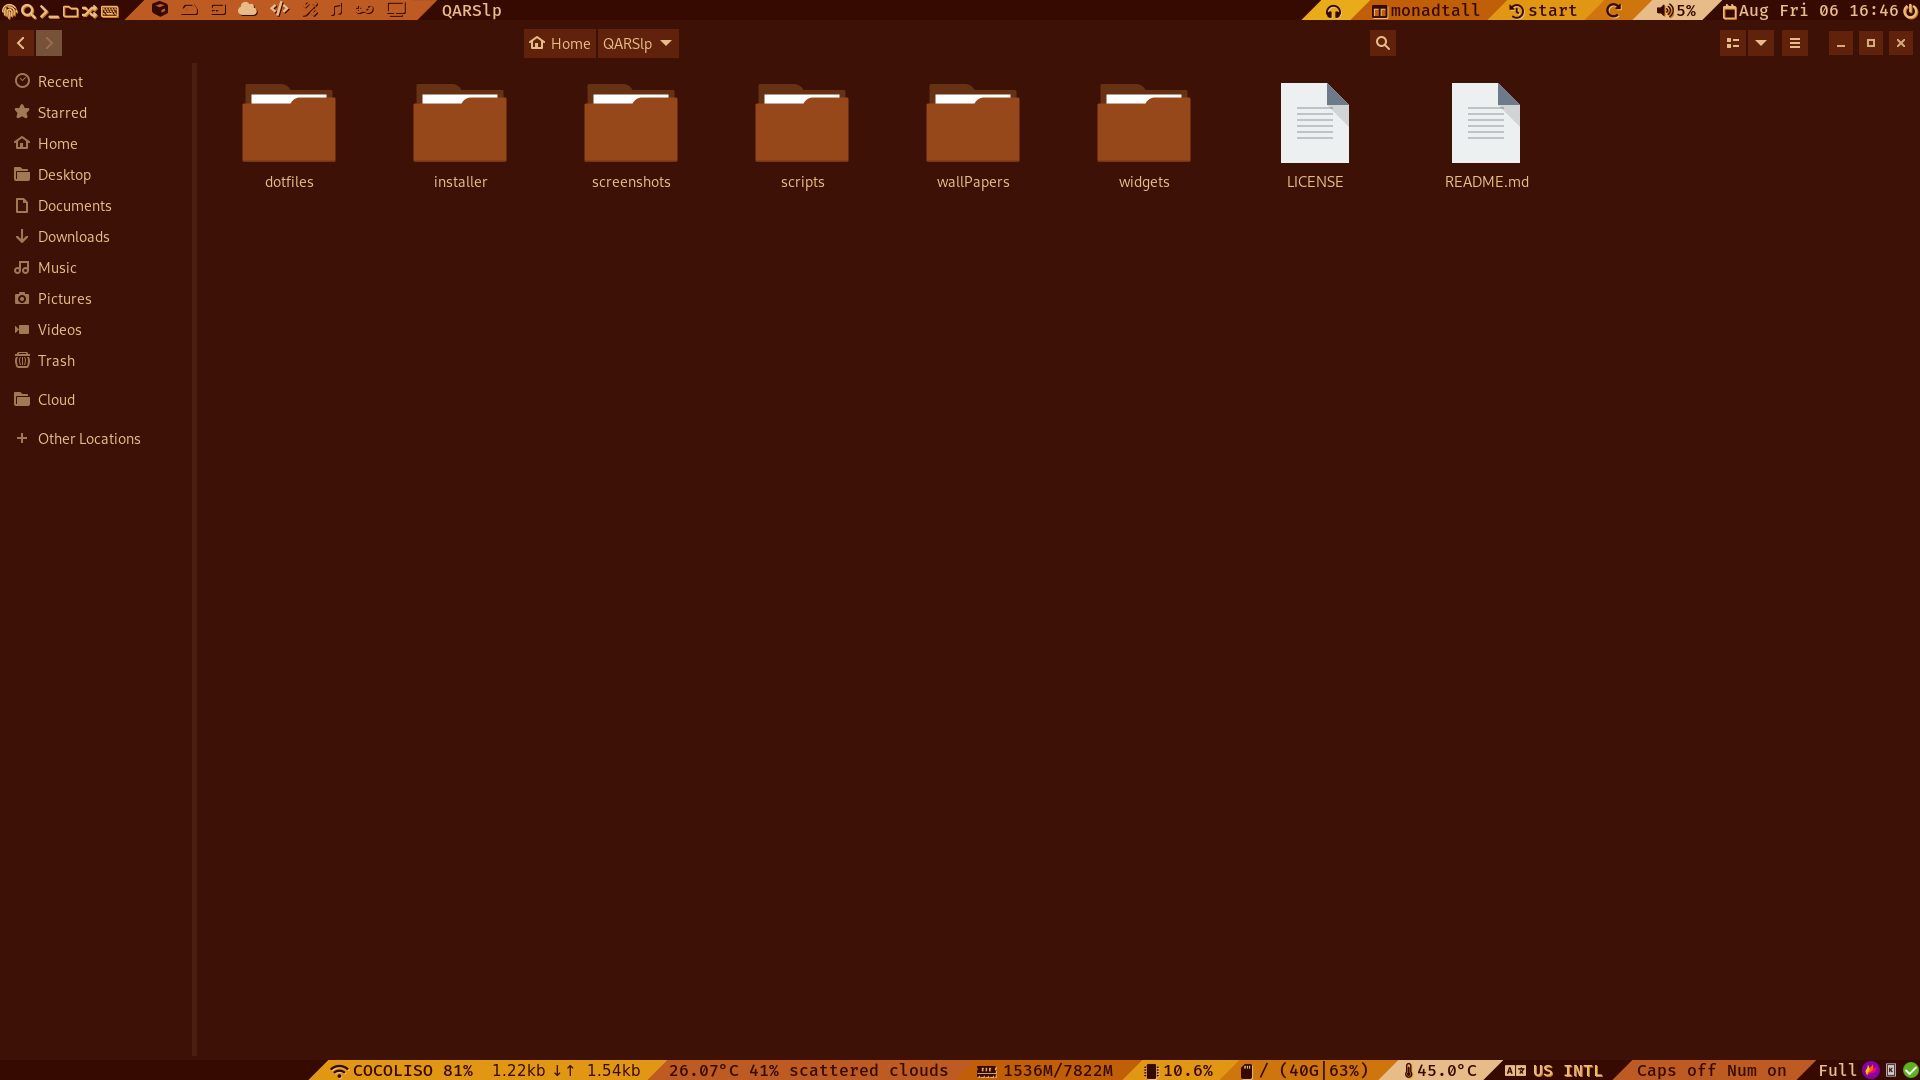 QARSlp
monadtall
start
5%
Aug Fri 06 16:46
Home
QARSlp
Recent
Starred
Home
Desktop
Documents
Downloads
Music
Pictures
Videos
Trash
Cloud
Other Locations
dotfiles
installer
screenshots
scripts
wallPapers
widgets
LICENSE
README.md
COCOLISO 81% 1.22kb ↓↑ 1.54kb
26.07°C 41% scattered clouds
1536M/7822M
10.6%
/ (40G|63%)
45.0°C
US INTL
Caps off Num on
Full